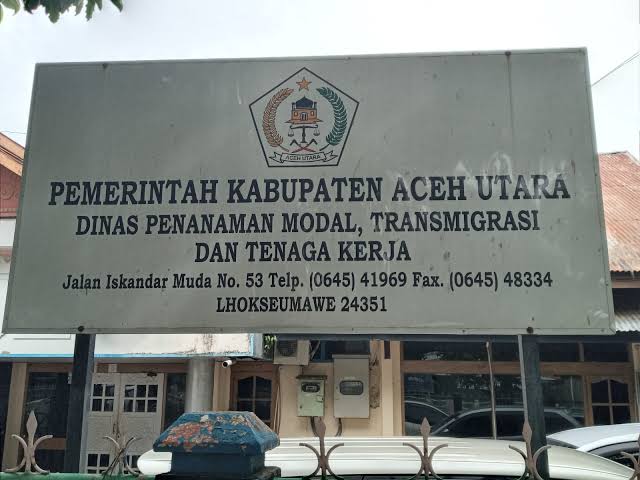 ACEH UTARA
PEMERINTAH KABUPATEN ACEH UTARA
DINAS PENANAMAN MODAL, TRANSMIGRASI
DAN TENAGA KERJA
Jalan Iskandar Muda No. 53 Telp. (0645) 41969 Fax. (0645) 48334
LHOKSEUMAWE 24351